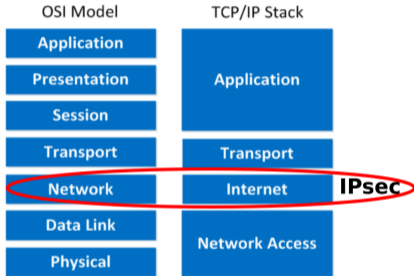 OSI Model
TCP/IP Stack
Application
Presentation
Session
Transport
Network
Data Link
Physical
Application
Transport
Internet
IPsec
Network Access